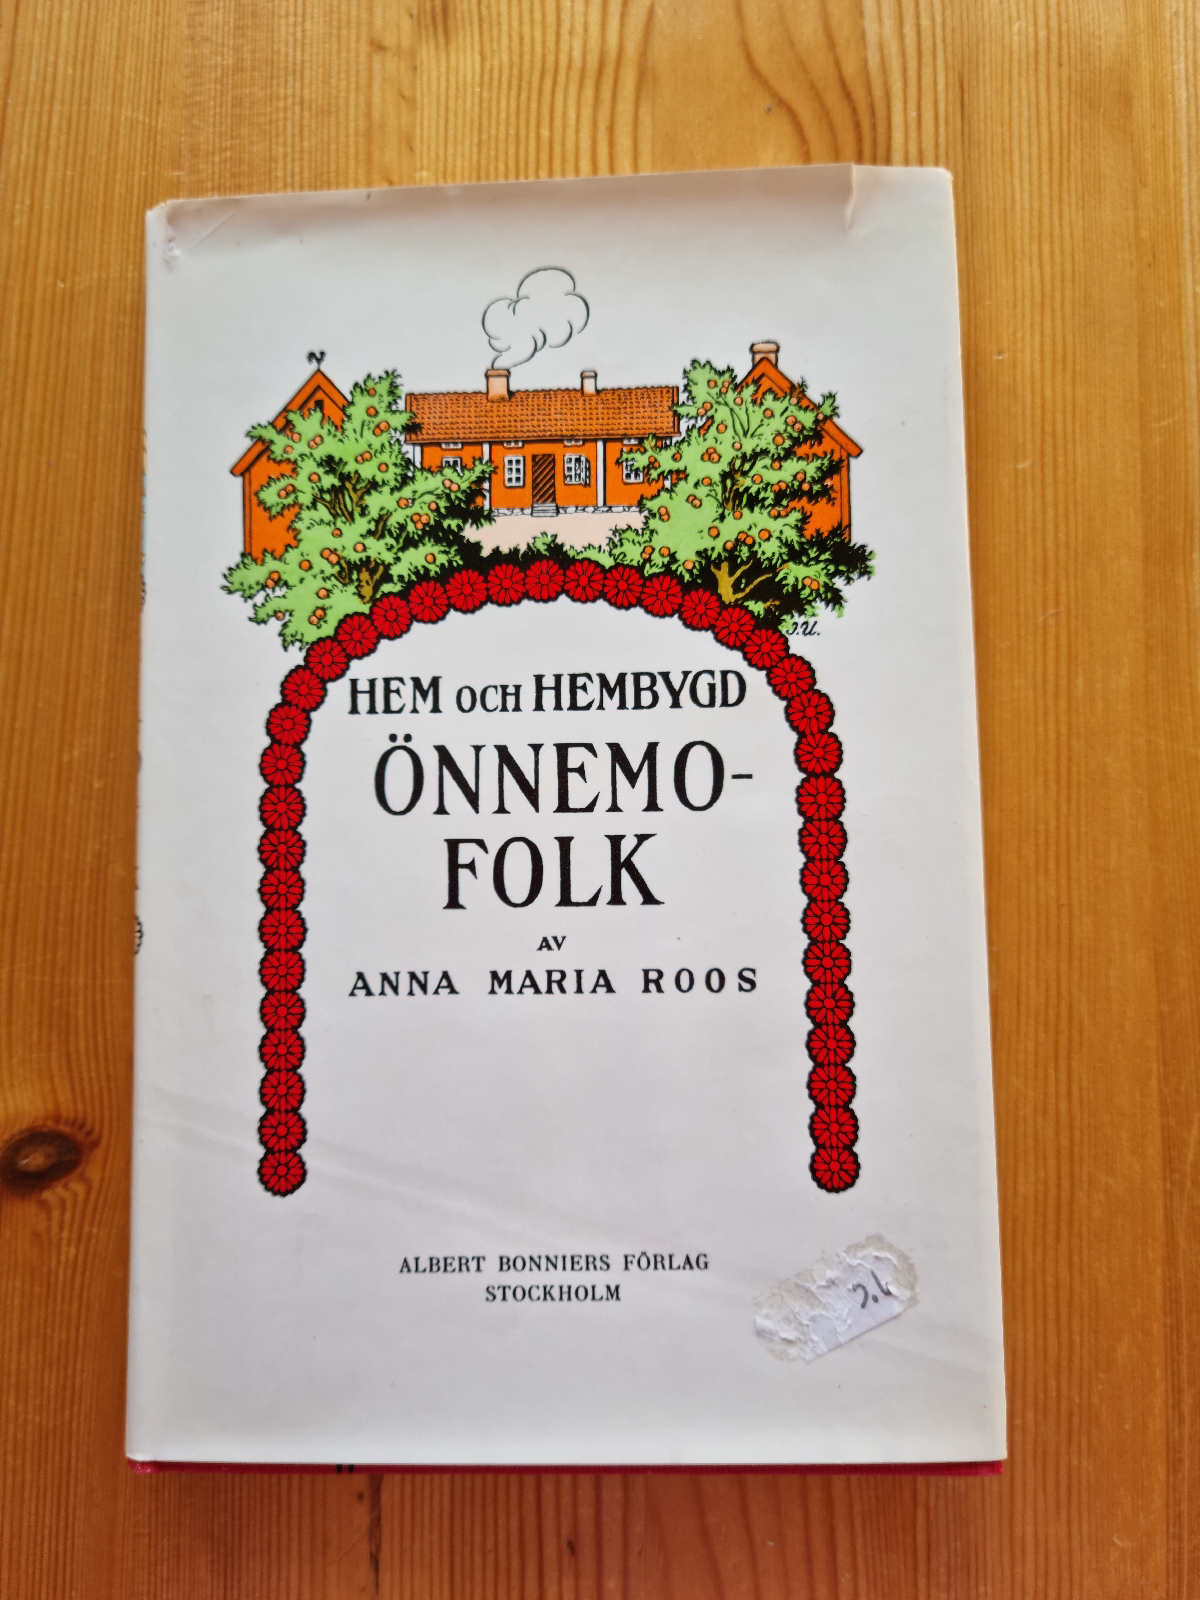 J.U.
HEM OCH HEMBYGD
ÖNNEMO-
FOLK
AV
ANNA MARIA ROOS
ALBERT BONNIERS FÖRLAG
STOCKHOLM